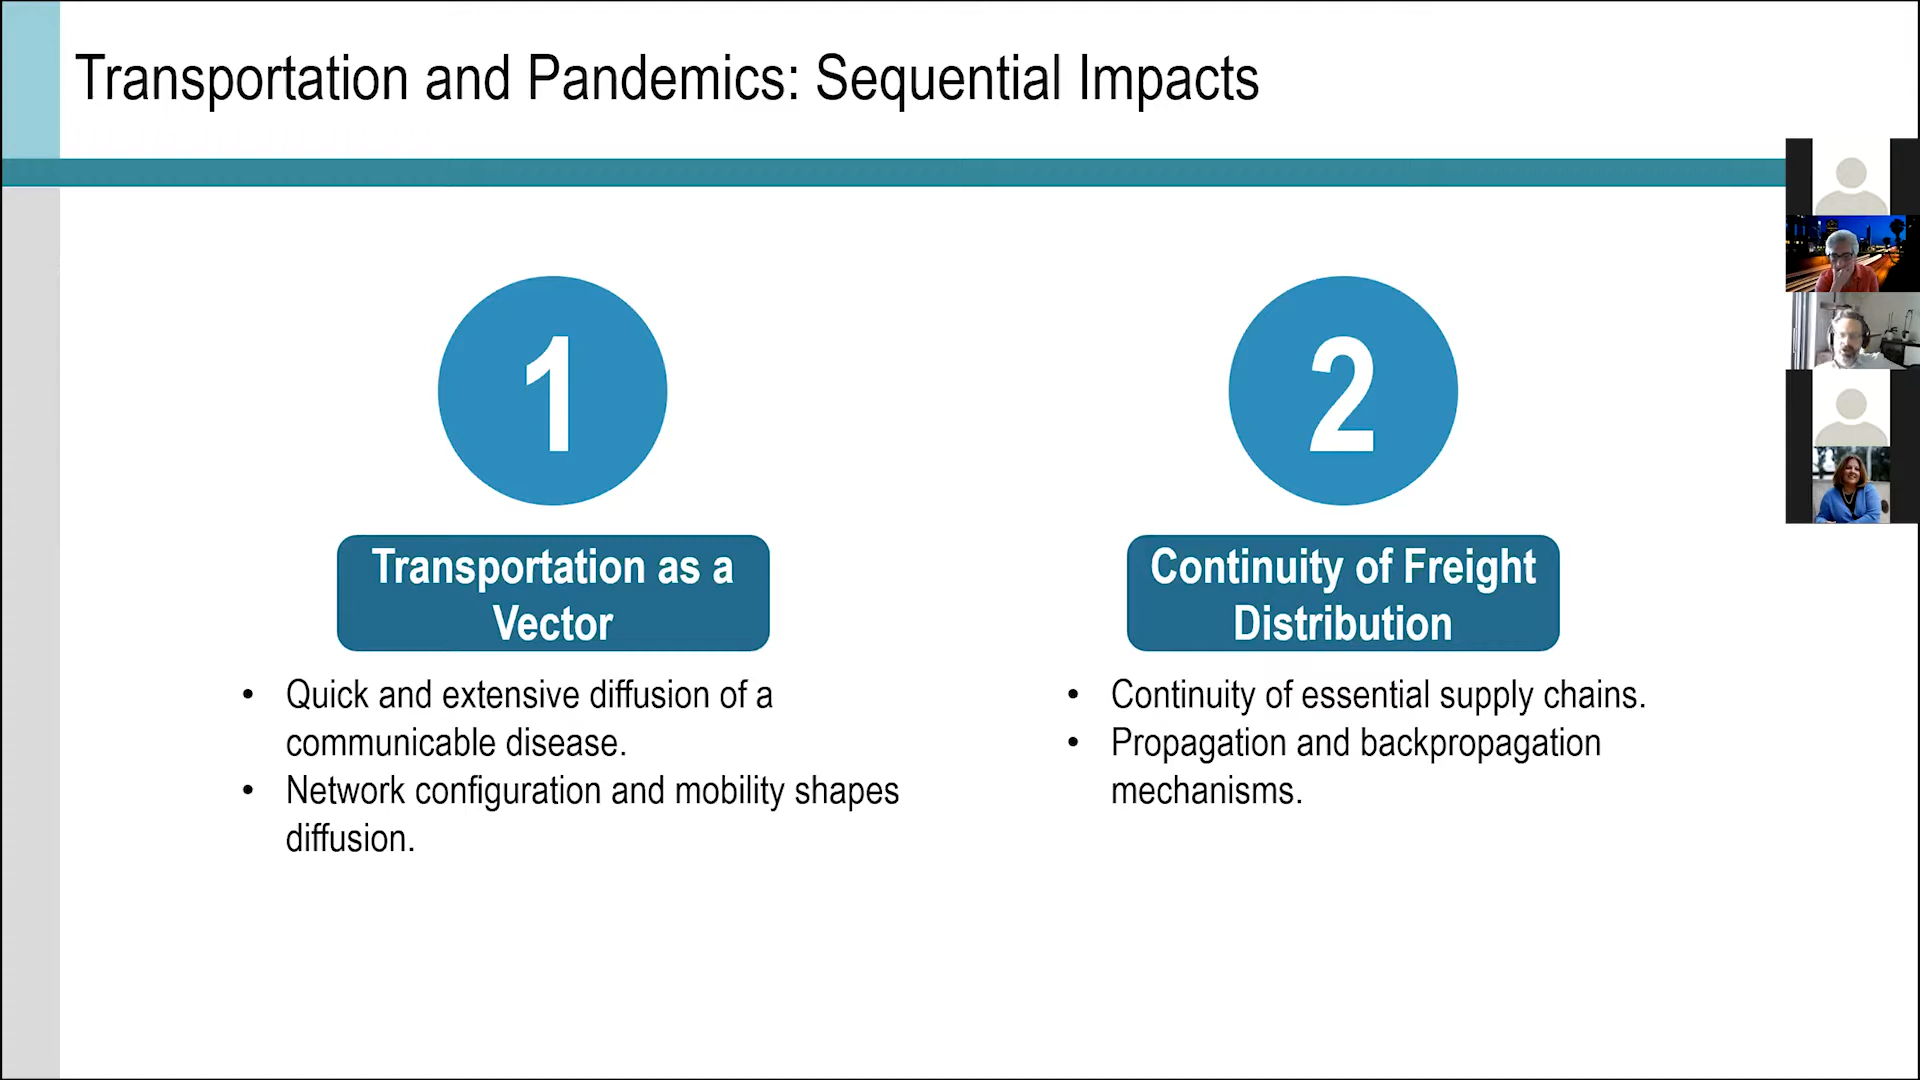 Transportation and Pandemics: Sequential Impacts
1
Transportation as a
Vector
• Quick and extensive diffusion of a
communicable disease.
• Network configuration and mobility shapes
diffusion.
2
Continuity of Freight
Distribution
• Continuity of essential supply chains.
• Propagation and backpropagation
mechanisms.